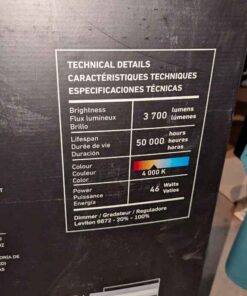 TECHNICAL DETAILS
CARACTÉRISTIQUES TECHNIQUES
ESPECIFICACIONES TÉCNICAS
Brightness
Flux lumineux
Brillo
3 700 lumens
lúmenes
Lifespan
Durée de vie
Duración
50 000 hours
heures
horas
Colour
Couleur
Color
4 000 K
Power
Puissance
Energía
46 Watts
Vatios
Dimmer / Gradateur / Reguladore
Leviton 6672 - 20% - 100%